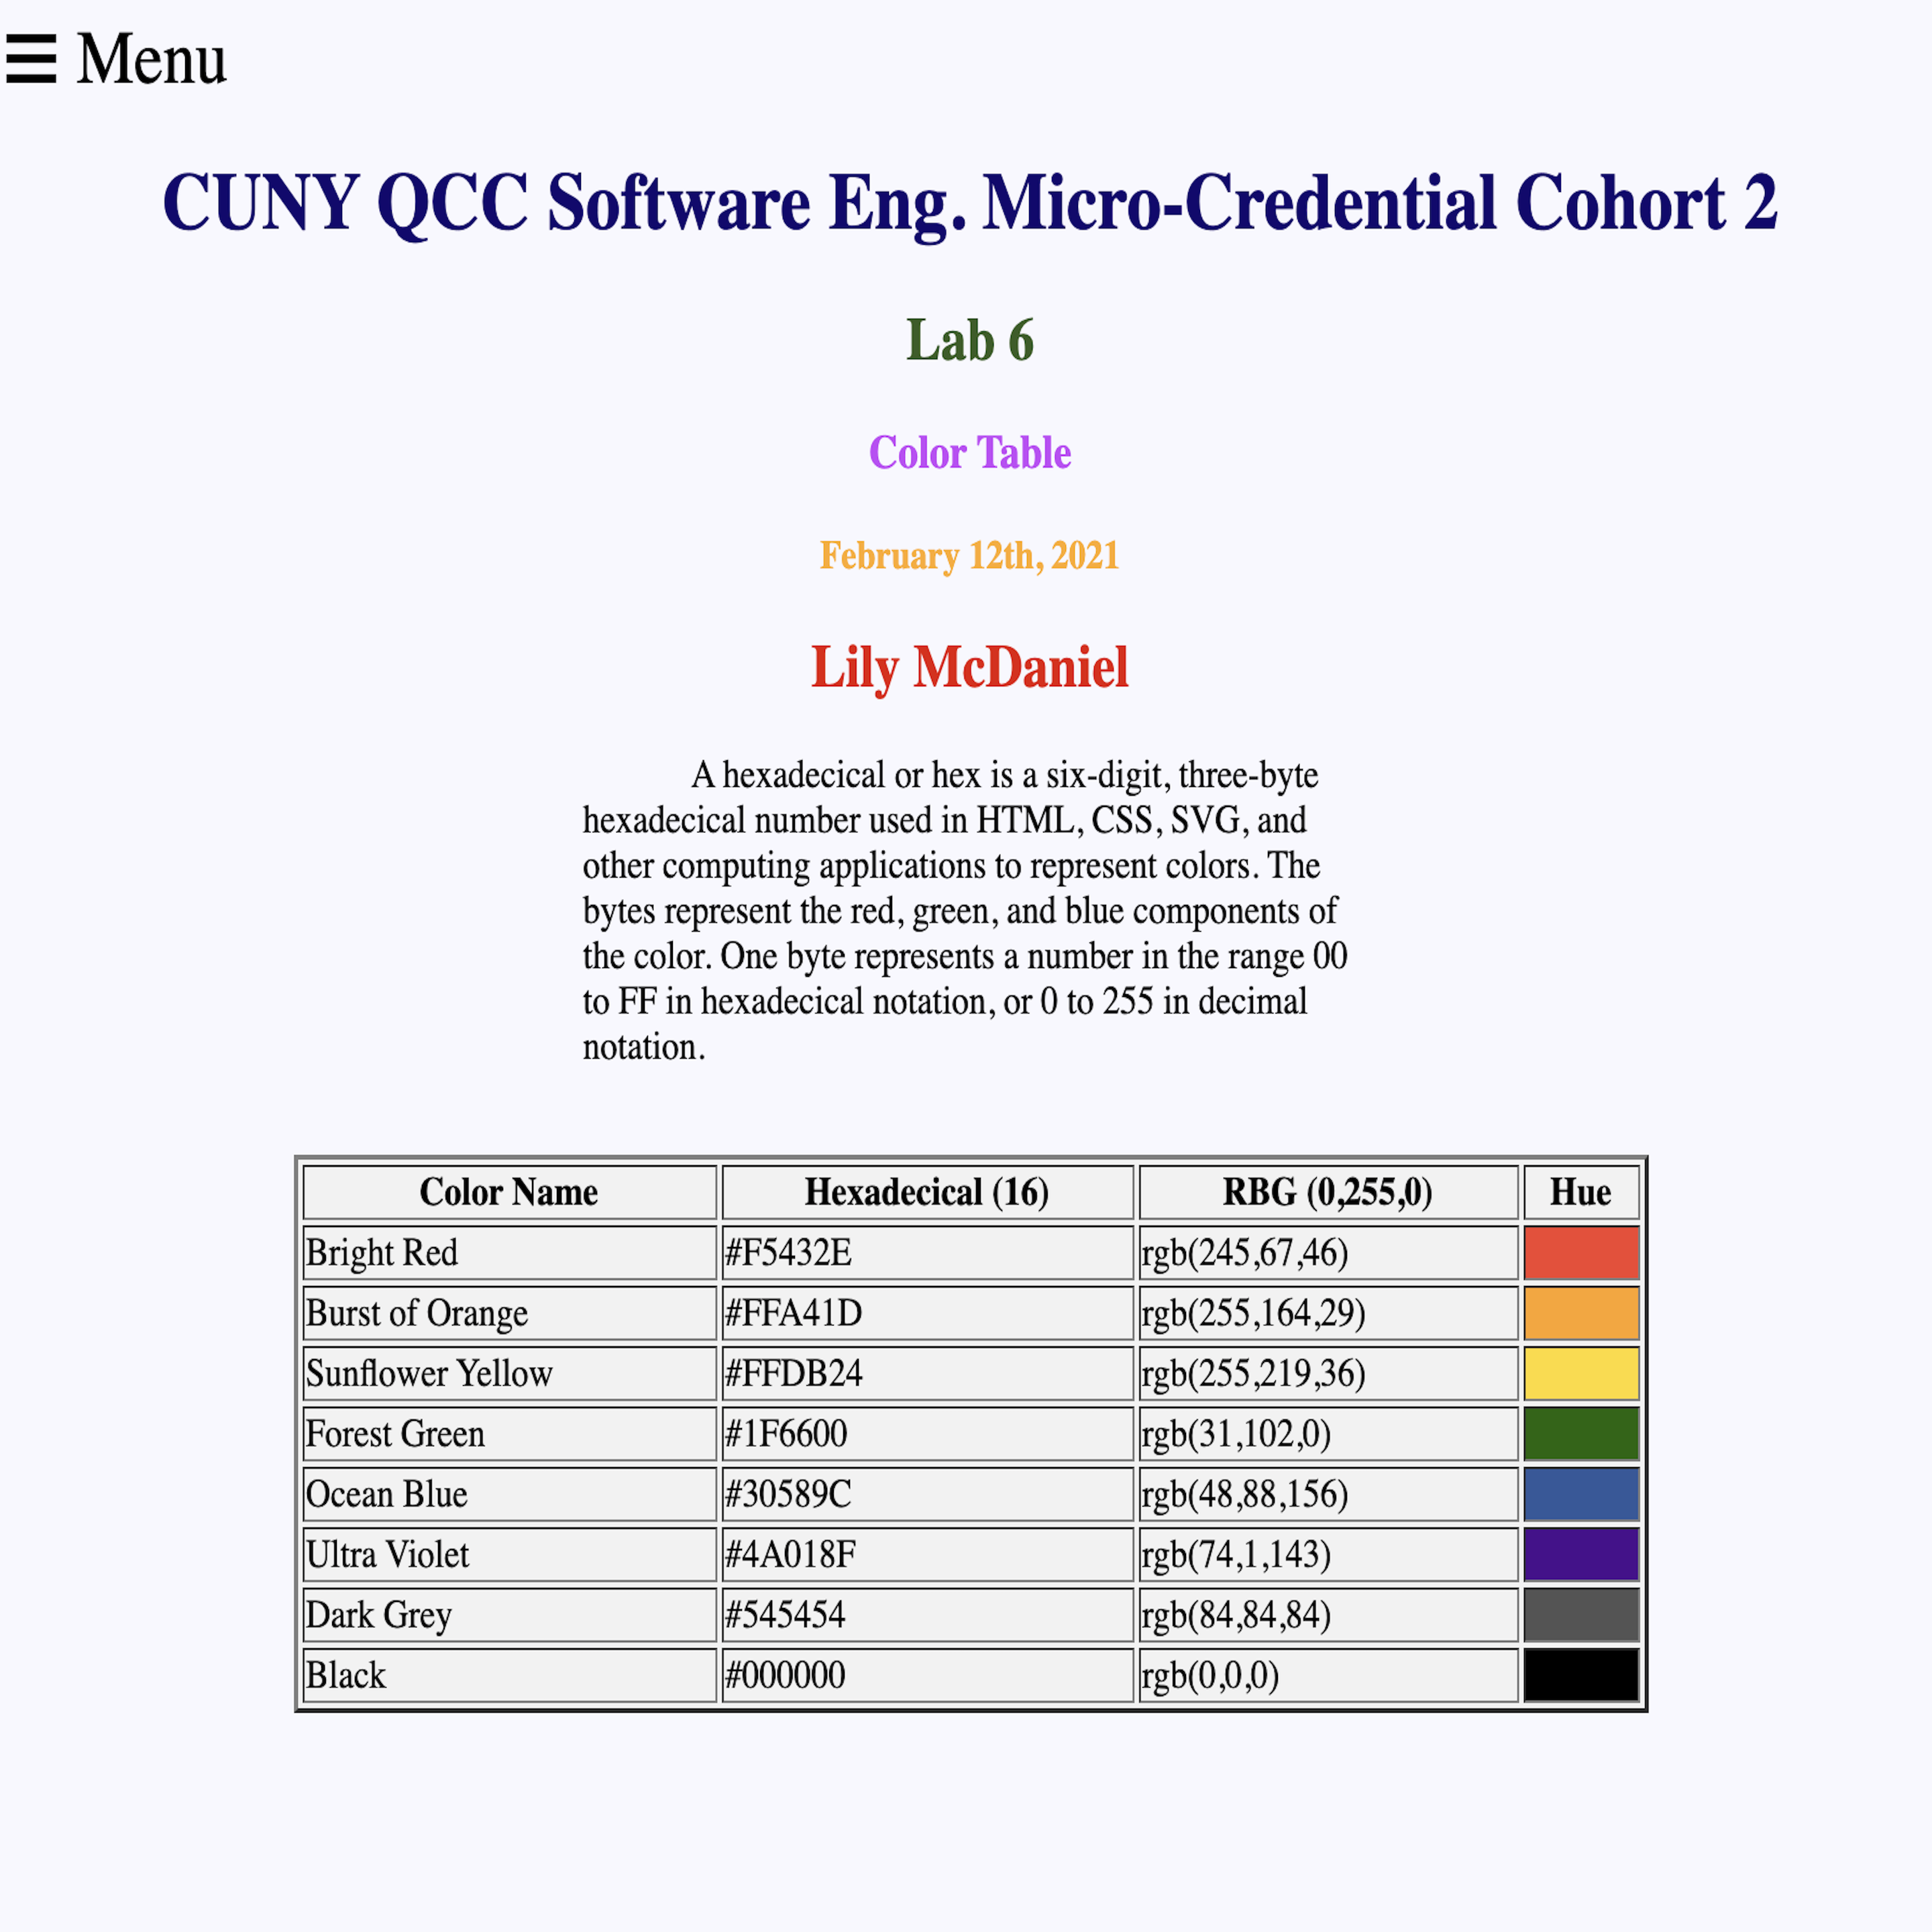 ☰ Menu
CUNY QCC Software Eng. Micro-Credential Cohort 2
Lab 6
Color Table
February 12th, 2021
Lily McDaniel
A hexadecical or hex is a six-digit, three-byte
hexadecical number used in HTML, CSS, SVG, and
other computing applications to represent colors. The
bytes represent the red, green, and blue components of
the color. One byte represents a number in the range 00
to FF in hexadecical notation, or 0 to 255 in decimal
notation.
Color Name Hexadecical (16) RBG (0,255,0) Hue
Bright Red #F5432E rgb(245,67,46)
Burst of Orange #FFA41D rgb(255,164,29)
Sunflower Yellow #FFDB24 rgb(255,219,36)
Forest Green #1F6600 rgb(31,102,0)
Ocean Blue #30589C rgb(48,88,156)
Ultra Violet #4A018F rgb(74,1,143)
Dark Grey #545454 rgb(84,84,84)
Black #000000 rgb(0,0,0)